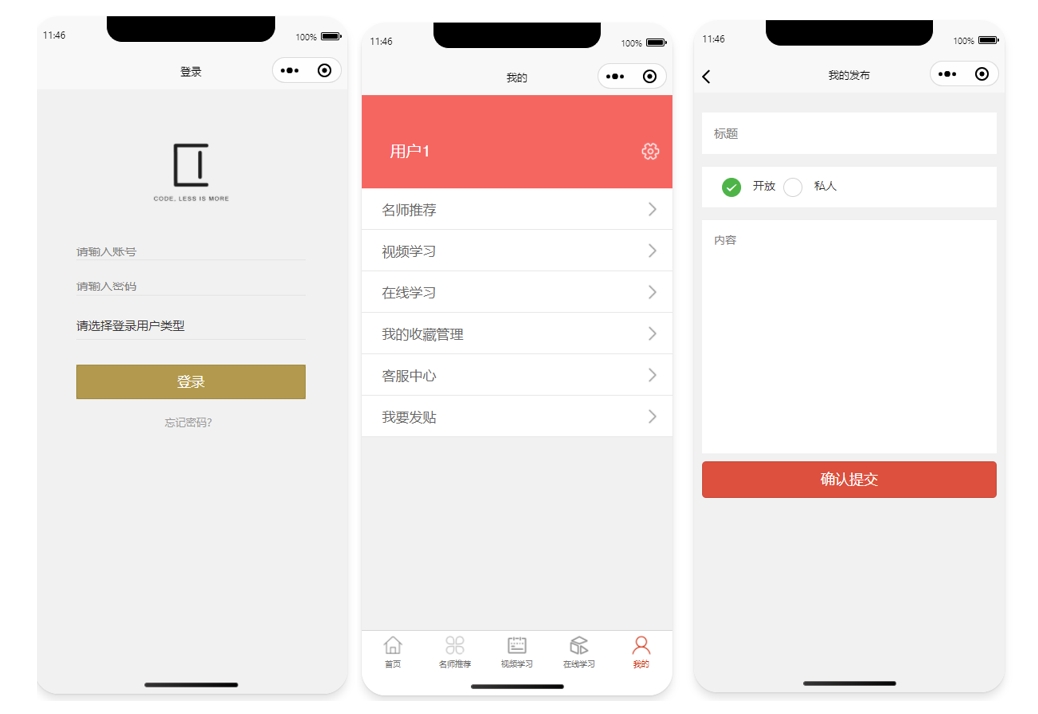 11:46
100%
登录
CODE, LESS IS MORE
请输入账号
请输入密码
请选择登录用户类型
登录
忘记密码?
11:46
100%
我的
用户1
名师推荐
视频学习
在线学习
我的收藏管理
客服中心
我要发贴
首页
名师推荐
视频学习
在线学习
我的
11:46
100%
我的发布
标题
开放
私人
内容
确认提交